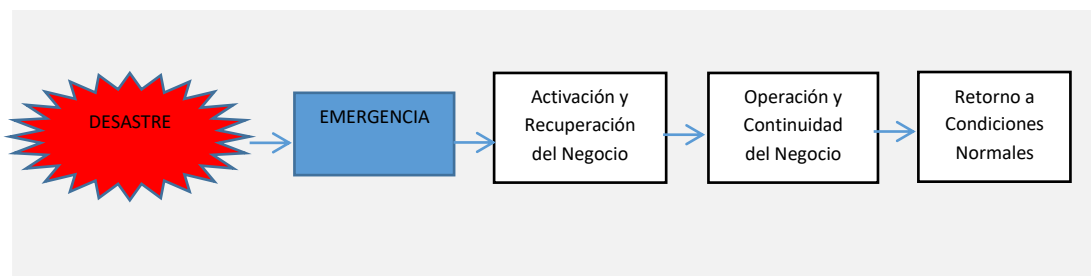 DESASTRE
EMERGENCIA
Activación y
Recuperación
del Negocio
Operación y
Continuidad
del Negocio
Retorno a
Condiciones
Normales